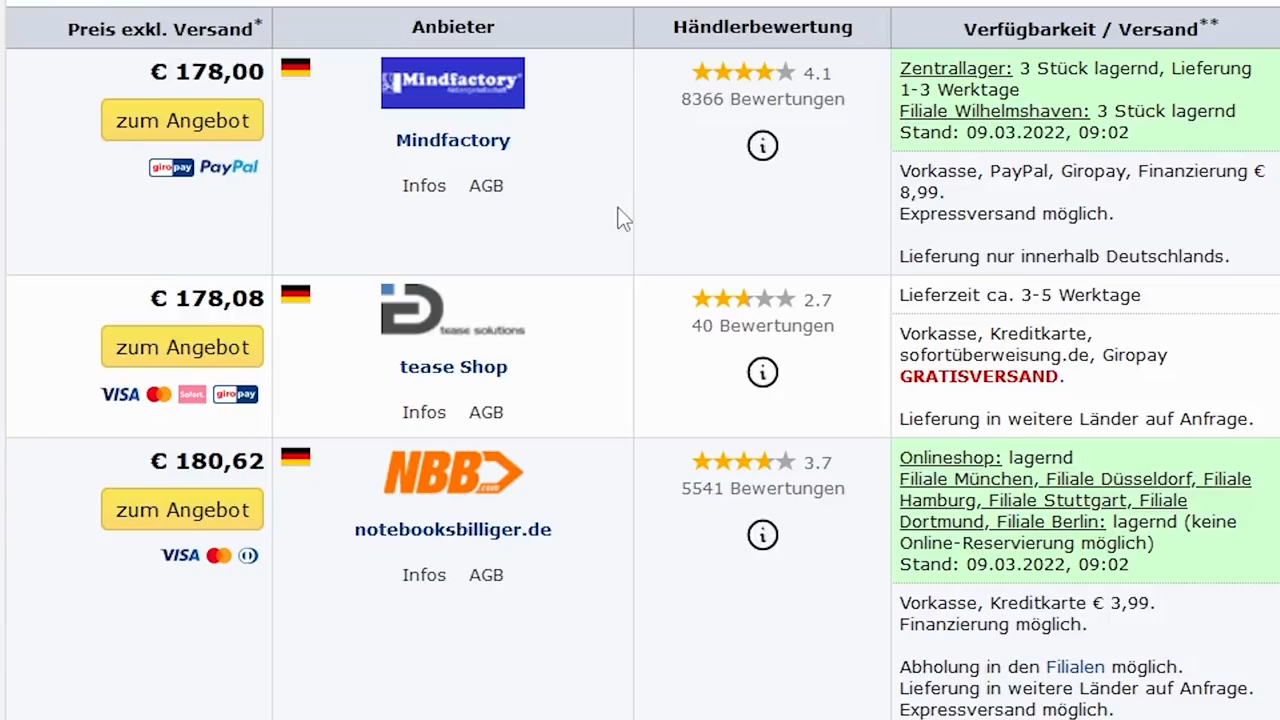 Preis exkl. Versand*
Anbieter
Händlerbewertung
Verfügbarkeit / Versand**
€ 178,00
zum Angebot
giropay PayPal
Mindfactory
Aktiengesellschaft
Mindfactory
Infos AGB
4.1
8366 Bewertungen
i
Zentrallager: 3 Stück lagernd, Lieferung
1-3 Werktage
Filiale Wilhelmshaven: 3 Stück lagernd
Stand: 09.03.2022, 09:02
Vorkasse, PayPal, Giropay, Finanzierung €
8,99.
Expressversand möglich.
Lieferung nur innerhalb Deutschlands.
€ 178,08
zum Angebot
VISA Sofort. giropay
tease solutions
tease Shop
Infos AGB
2.7
40 Bewertungen
i
Lieferzeit ca. 3-5 Werktage
Vorkasse, Kreditkarte,
sofortüberweisung.de, Giropay
GRATISVERSAND.
Lieferung in weitere Länder auf Anfrage.
€ 180,62
zum Angebot
VISA
NBB.com
notebooksbilliger.de
Infos AGB
3.7
5541 Bewertungen
i
Onlineshop: lagernd
Filiale München, Filiale Düsseldorf, Filiale
Hamburg, Filiale Stuttgart, Filiale
Dortmund, Filiale Berlin: lagernd (keine
Online-Reservierung möglich)
Stand: 09.03.2022, 09:02
Vorkasse, Kreditkarte € 3,99.
Finanzierung möglich.
Abholung in den Filialen möglich.
Lieferung in weitere Länder auf Anfrage.
Expressversand möglich.